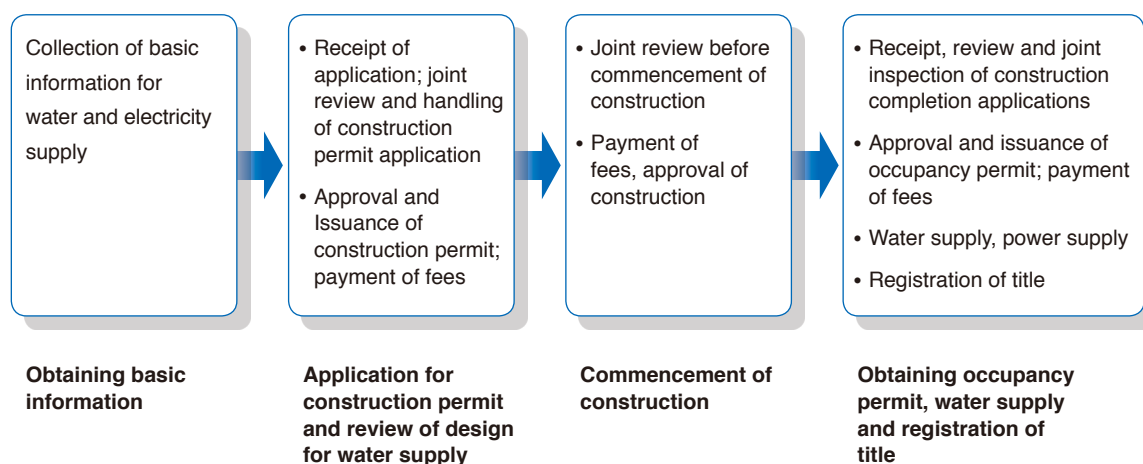 Collection of basic
information for
water and electricity
supply
• Receipt of
application; joint
review and handling
of construction
permit application
• Approval and
Issuance of
construction permit;
payment of fees
• Joint review before
commencement of
construction
• Payment of
fees, approval of
construction
• Receipt, review and joint
inspection of construction
completion applications
• Approval and issuance of
occupancy permit; payment
of fees
• Water supply, power supply
• Registration of title
Obtaining basic
information
Application for
construction permit
and review of design
for water supply
Commencement of
construction
Obtaining occupancy
permit, water supply
and registration of
title